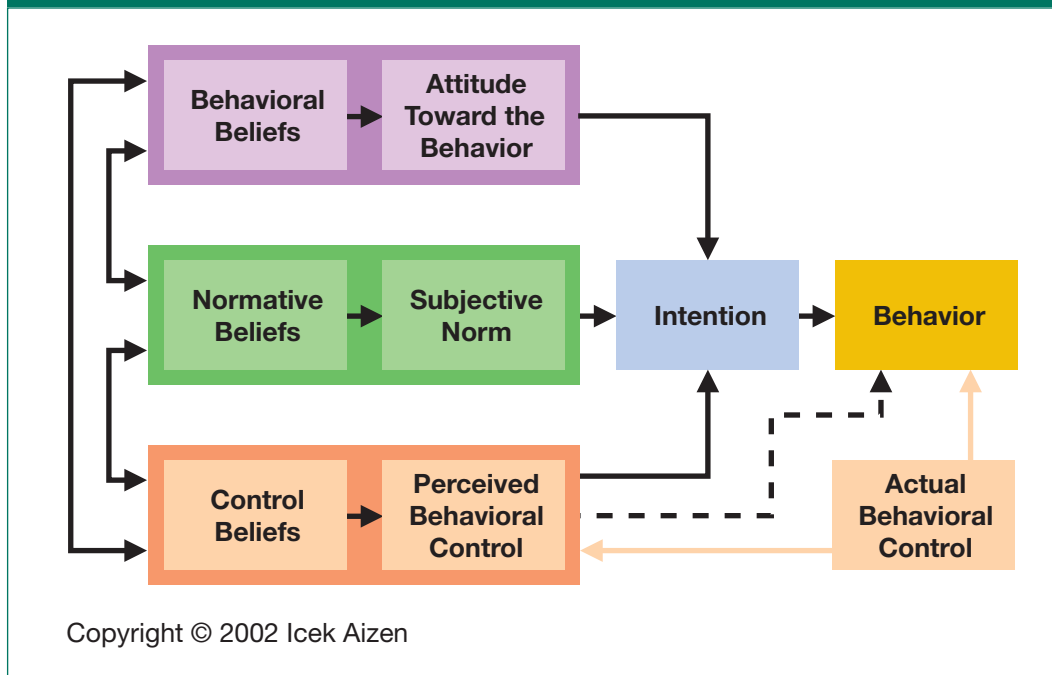 Behavioral
Beliefs
Attitude
Toward the
Behavior
Normative
Beliefs
Subjective
Norm
Intention
Behavior
Control
Beliefs
Perceived
Behavioral
Control
Actual
Behavioral
Control
Copyright © 2002 Icek Aizen